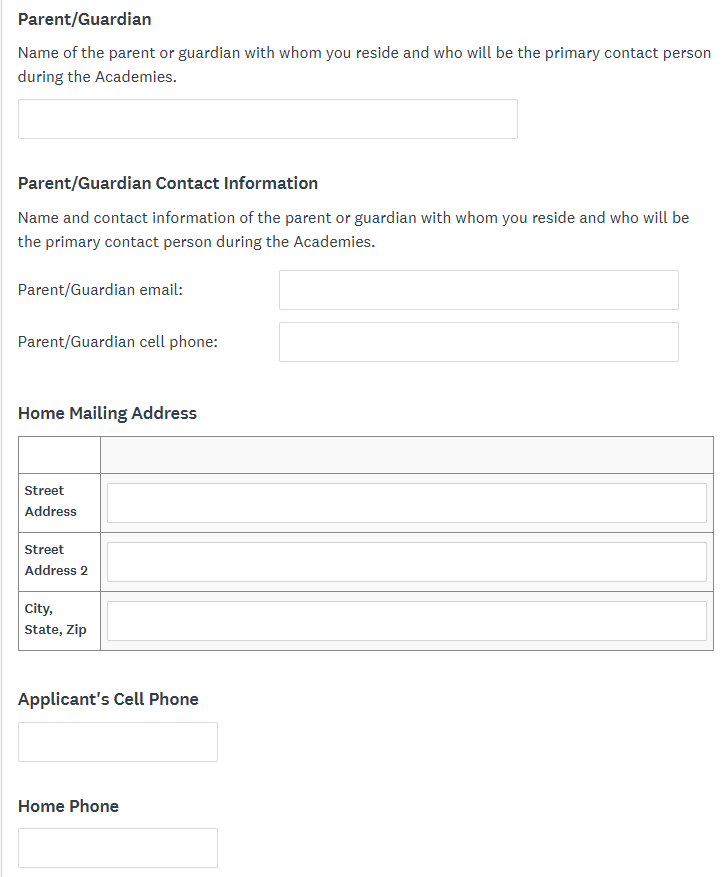 Parent/Guardian
Name of the parent or guardian with whom you reside and who will be the primary contact person
during the Academies.
Parent/Guardian Contact Information
Name and contact information of the parent or guardian with whom you reside and who will be
the primary contact person during the Academies.
Parent/Guardian email:
Parent/Guardian cell phone:
Home Mailing Address
Street
Address
Street
Address 2
City,
State, Zip
Applicant's Cell Phone
Home Phone